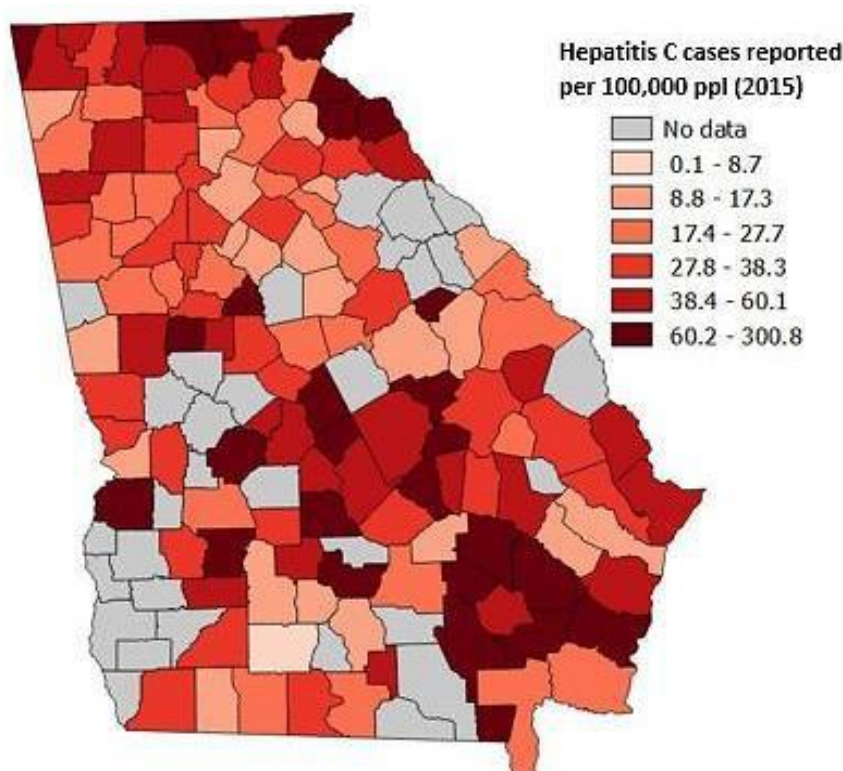 Hepatitis C cases reported
per 100,000 ppl (2015)
No data
0.1 - 8.7
8.8 - 17.3
17.4 - 27.7
27.8 - 38.3
38.4 - 60.1
60.2 - 300.8